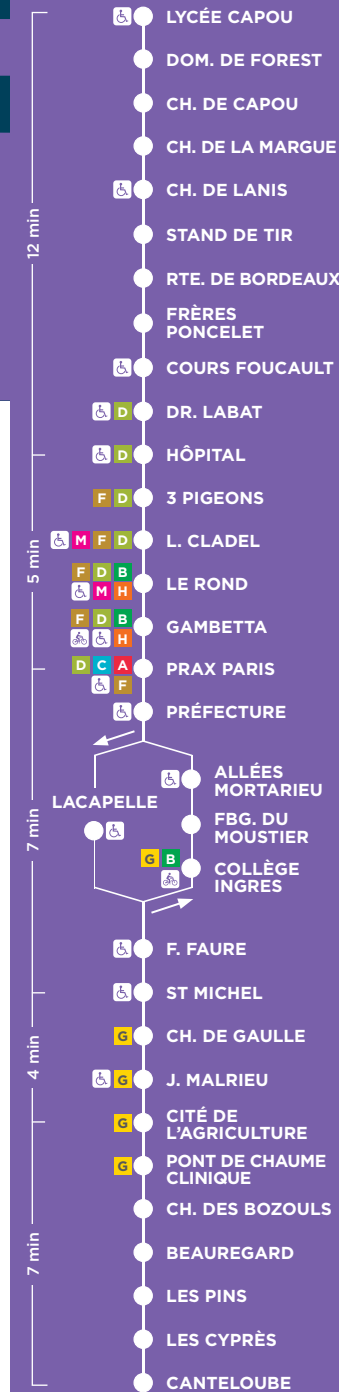 LYCÉE CAPOU
DOM. DE FOREST
CH. DE CAPOU
CH. DE LA MARGUE
CH. DE LANIS
STAND DE TIR
12 min
RTE. DE BORDEAUX
FRÈRES
PONCELET
COURS FOUCAULT
D DR. LABAT
D HÔPITAL
F D 3 PIGEONS
M F D L. CLADEL
5 min
F D B
M H
LE ROND
F D B
H
GAMBETTA
D C A
F
PRAX PARIS
PRÉFECTURE
ALLÉES
MORTARIEU
LACAPELLE
FBG. DU
MOUSTIER
7 min
G B
COLLÈGE
INGRES
F. FAURE
ST MICHEL
G CH. DE GAULLE
4 min
G J. MALRIEU
G CITÉ DE
L'AGRICULTURE
G PONT DE CHAUME
CLINIQUE
CH. DES BOZOULS
7 min
BEAUREGARD
LES PINS
LES CYPRÈS
CANTELOUBE